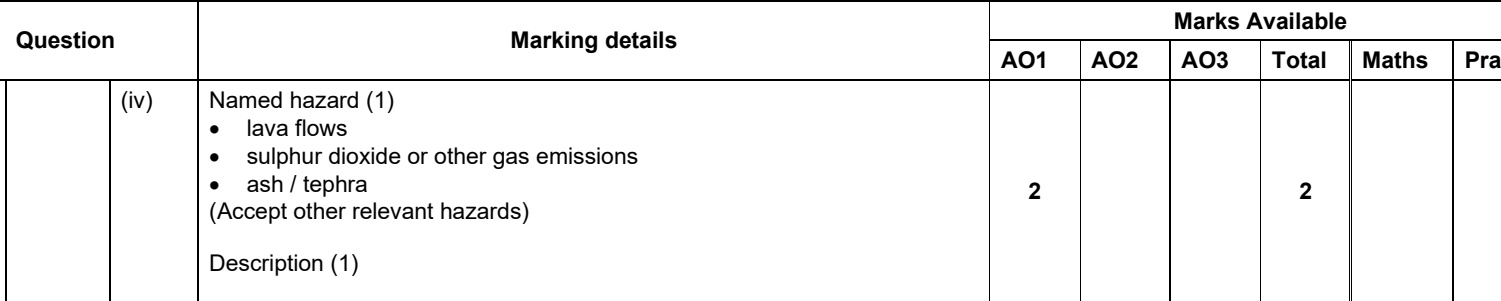 Question
Marking details
Marks Available
AO1 AO2 AO3 Total Maths Pra
(iv) Named hazard (1)
• lava flows
• sulphur dioxide or other gas emissions
• ash / tephra
2 2
(Accept other relevant hazards)
Description (1)